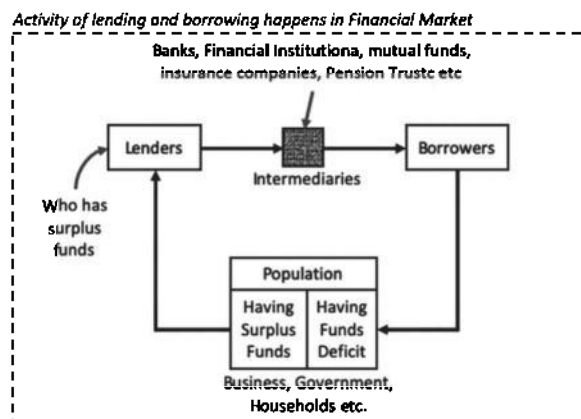 Activity of lending and borrowing happens in Financial Market
Banks, Financial Institutiona, mutual funds,
insurance companies, Pension Trustc etc
Lenders
Borrowers
Intermediaries
Who has
surplus
funds
Population
Having
Surplus
Funds
Having
Funds
Deficit
Business, Government,
Households etc.